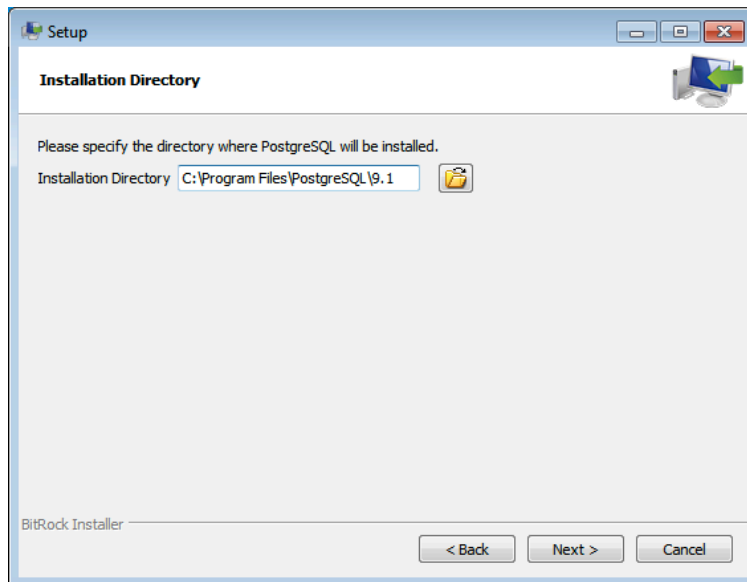 Setup
Installation Directory
Please specify the directory where PostgreSQL will be installed.
Installation Directory C:\Program Files\PostgreSQL\9.1
BitRock Installer
< Back Next > Cancel